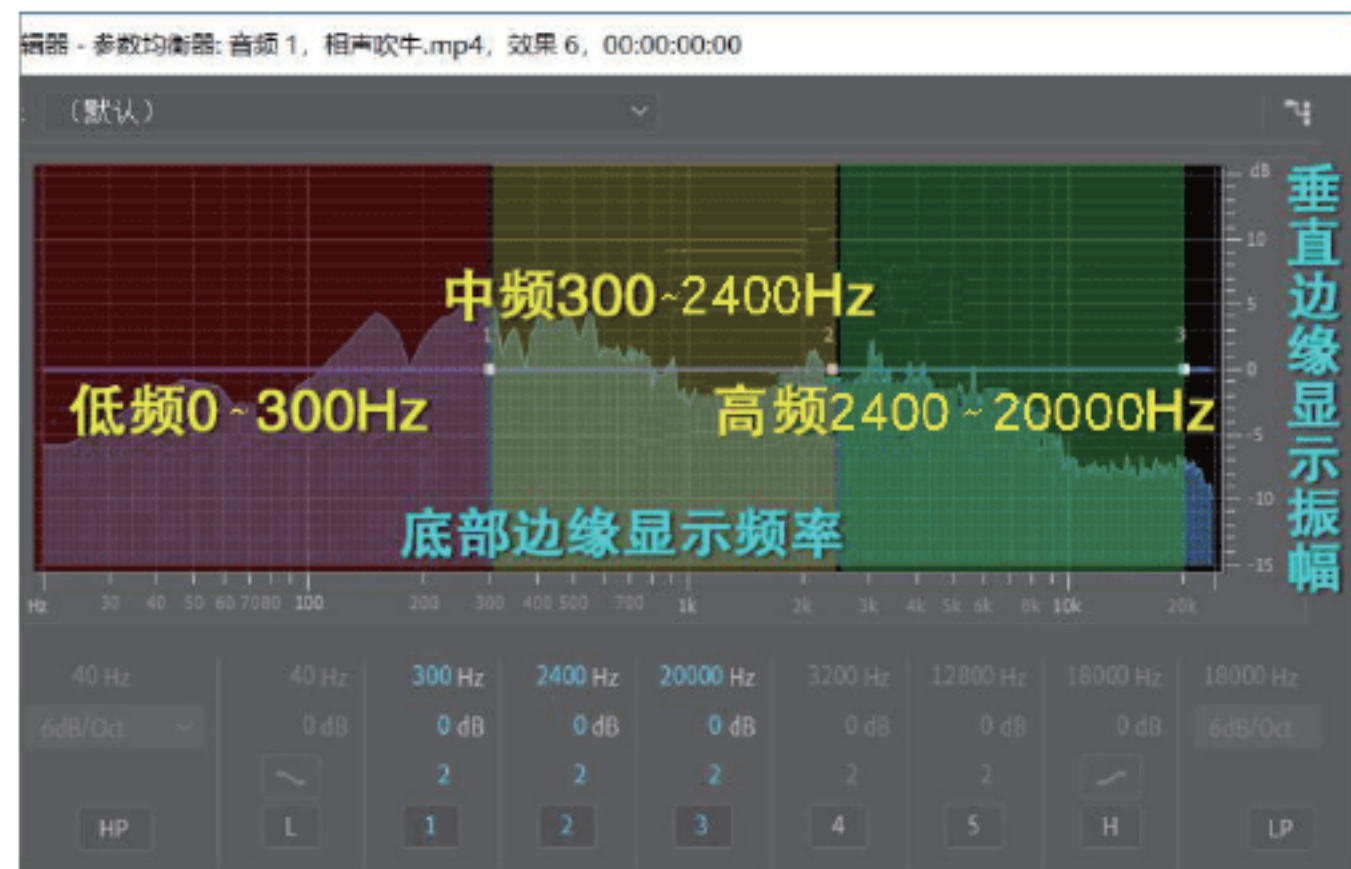 辑器 - 参数均衡器: 音频 1, 相声吹牛.mp4, 效果 6, 00:00:00:00
(默认)
dB
10
5
0
-5
-10
-15
垂直边缘显示振幅
中频300~2400Hz
1 2 3
低频0~300Hz
高频2400~20000Hz
底部边缘显示频率
Hz 30 40 50 60 70 80 100 200 300 400 500 700 1k 2k 3k 4k 5k 6k 8k 10k 20k
40 Hz 40 Hz 300 Hz 2400 Hz 20000 Hz 3200 Hz 12800 Hz 18000 Hz 18000 Hz
6dB/Oct 0 dB 0 dB 0 dB 0 dB 0 dB 0 dB 0 dB 6dB/Oct
2 2 2 2 2
HP L 1 2 3 4 5 H LP